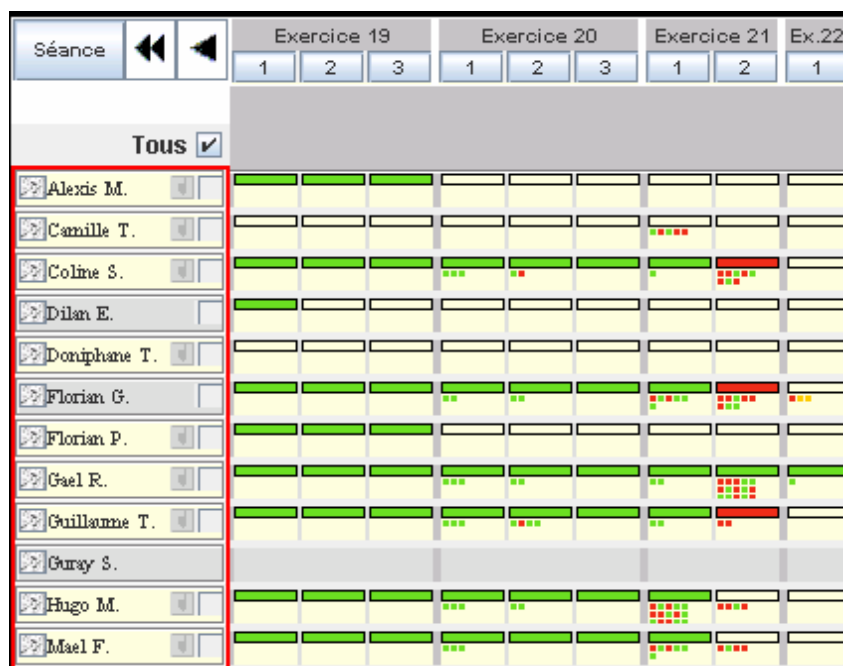 Séance Exercice 19 Exercice 20 Exercice 21 Ex.22
1 2 3 1 2 3 1 2 1
Tous
Alexis M.
Camille T.
Coline S.
Dilan E.
Doniphane T.
Florian G.
Florian P.
Gael R.
Guillaume T.
Guray S.
Hugo M.
Mael F.